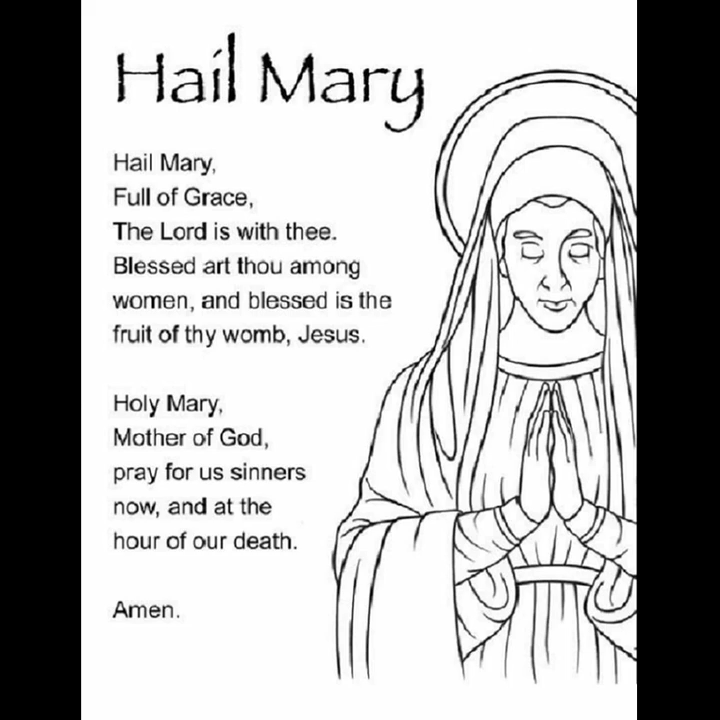 Hail Mary
Hail Mary,
Full of Grace,
The Lord is with thee.
Blessed art thou among
women, and blessed is the
fruit of thy womb, Jesus.
Holy Mary,
Mother of God,
pray for us sinners
now, and at the
hour of our death.
Amen.